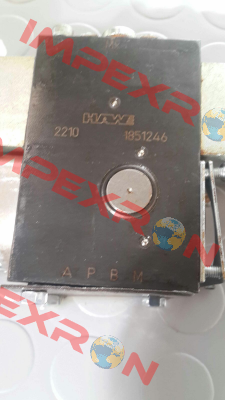 IMPEXRON
HAWE
2210 1851246
IMPEXRON
A P B M
IMPEXRON